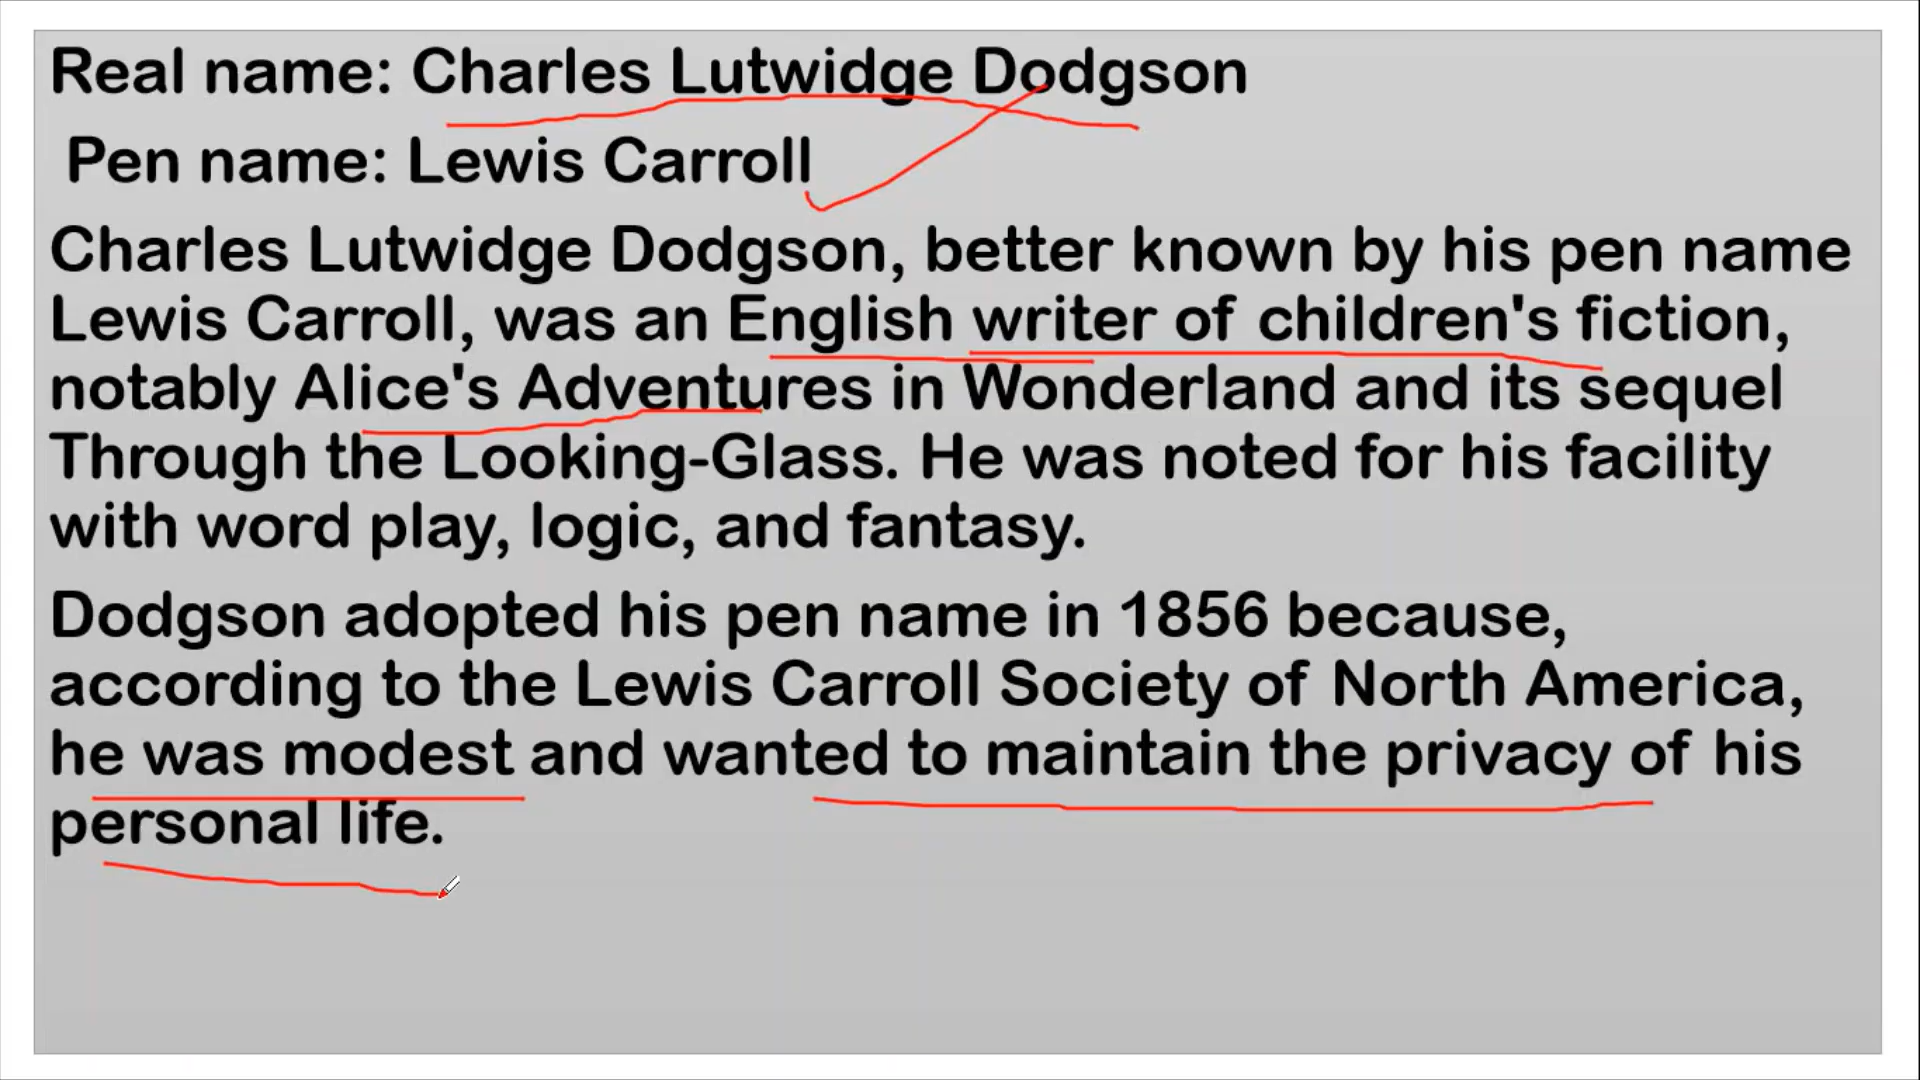 Real name: Charles Lutwidge Dodgson
Pen name: Lewis Carroll
Charles Lutwidge Dodgson, better known by his pen name
Lewis Carroll, was an English writer of children's fiction,
notably Alice's Adventures in Wonderland and its sequel
Through the Looking-Glass. He was noted for his facility
with word play, logic, and fantasy.
Dodgson adopted his pen name in 1856 because,
according to the Lewis Carroll Society of North America,
he was modest and wanted to maintain the privacy of his
personal life.